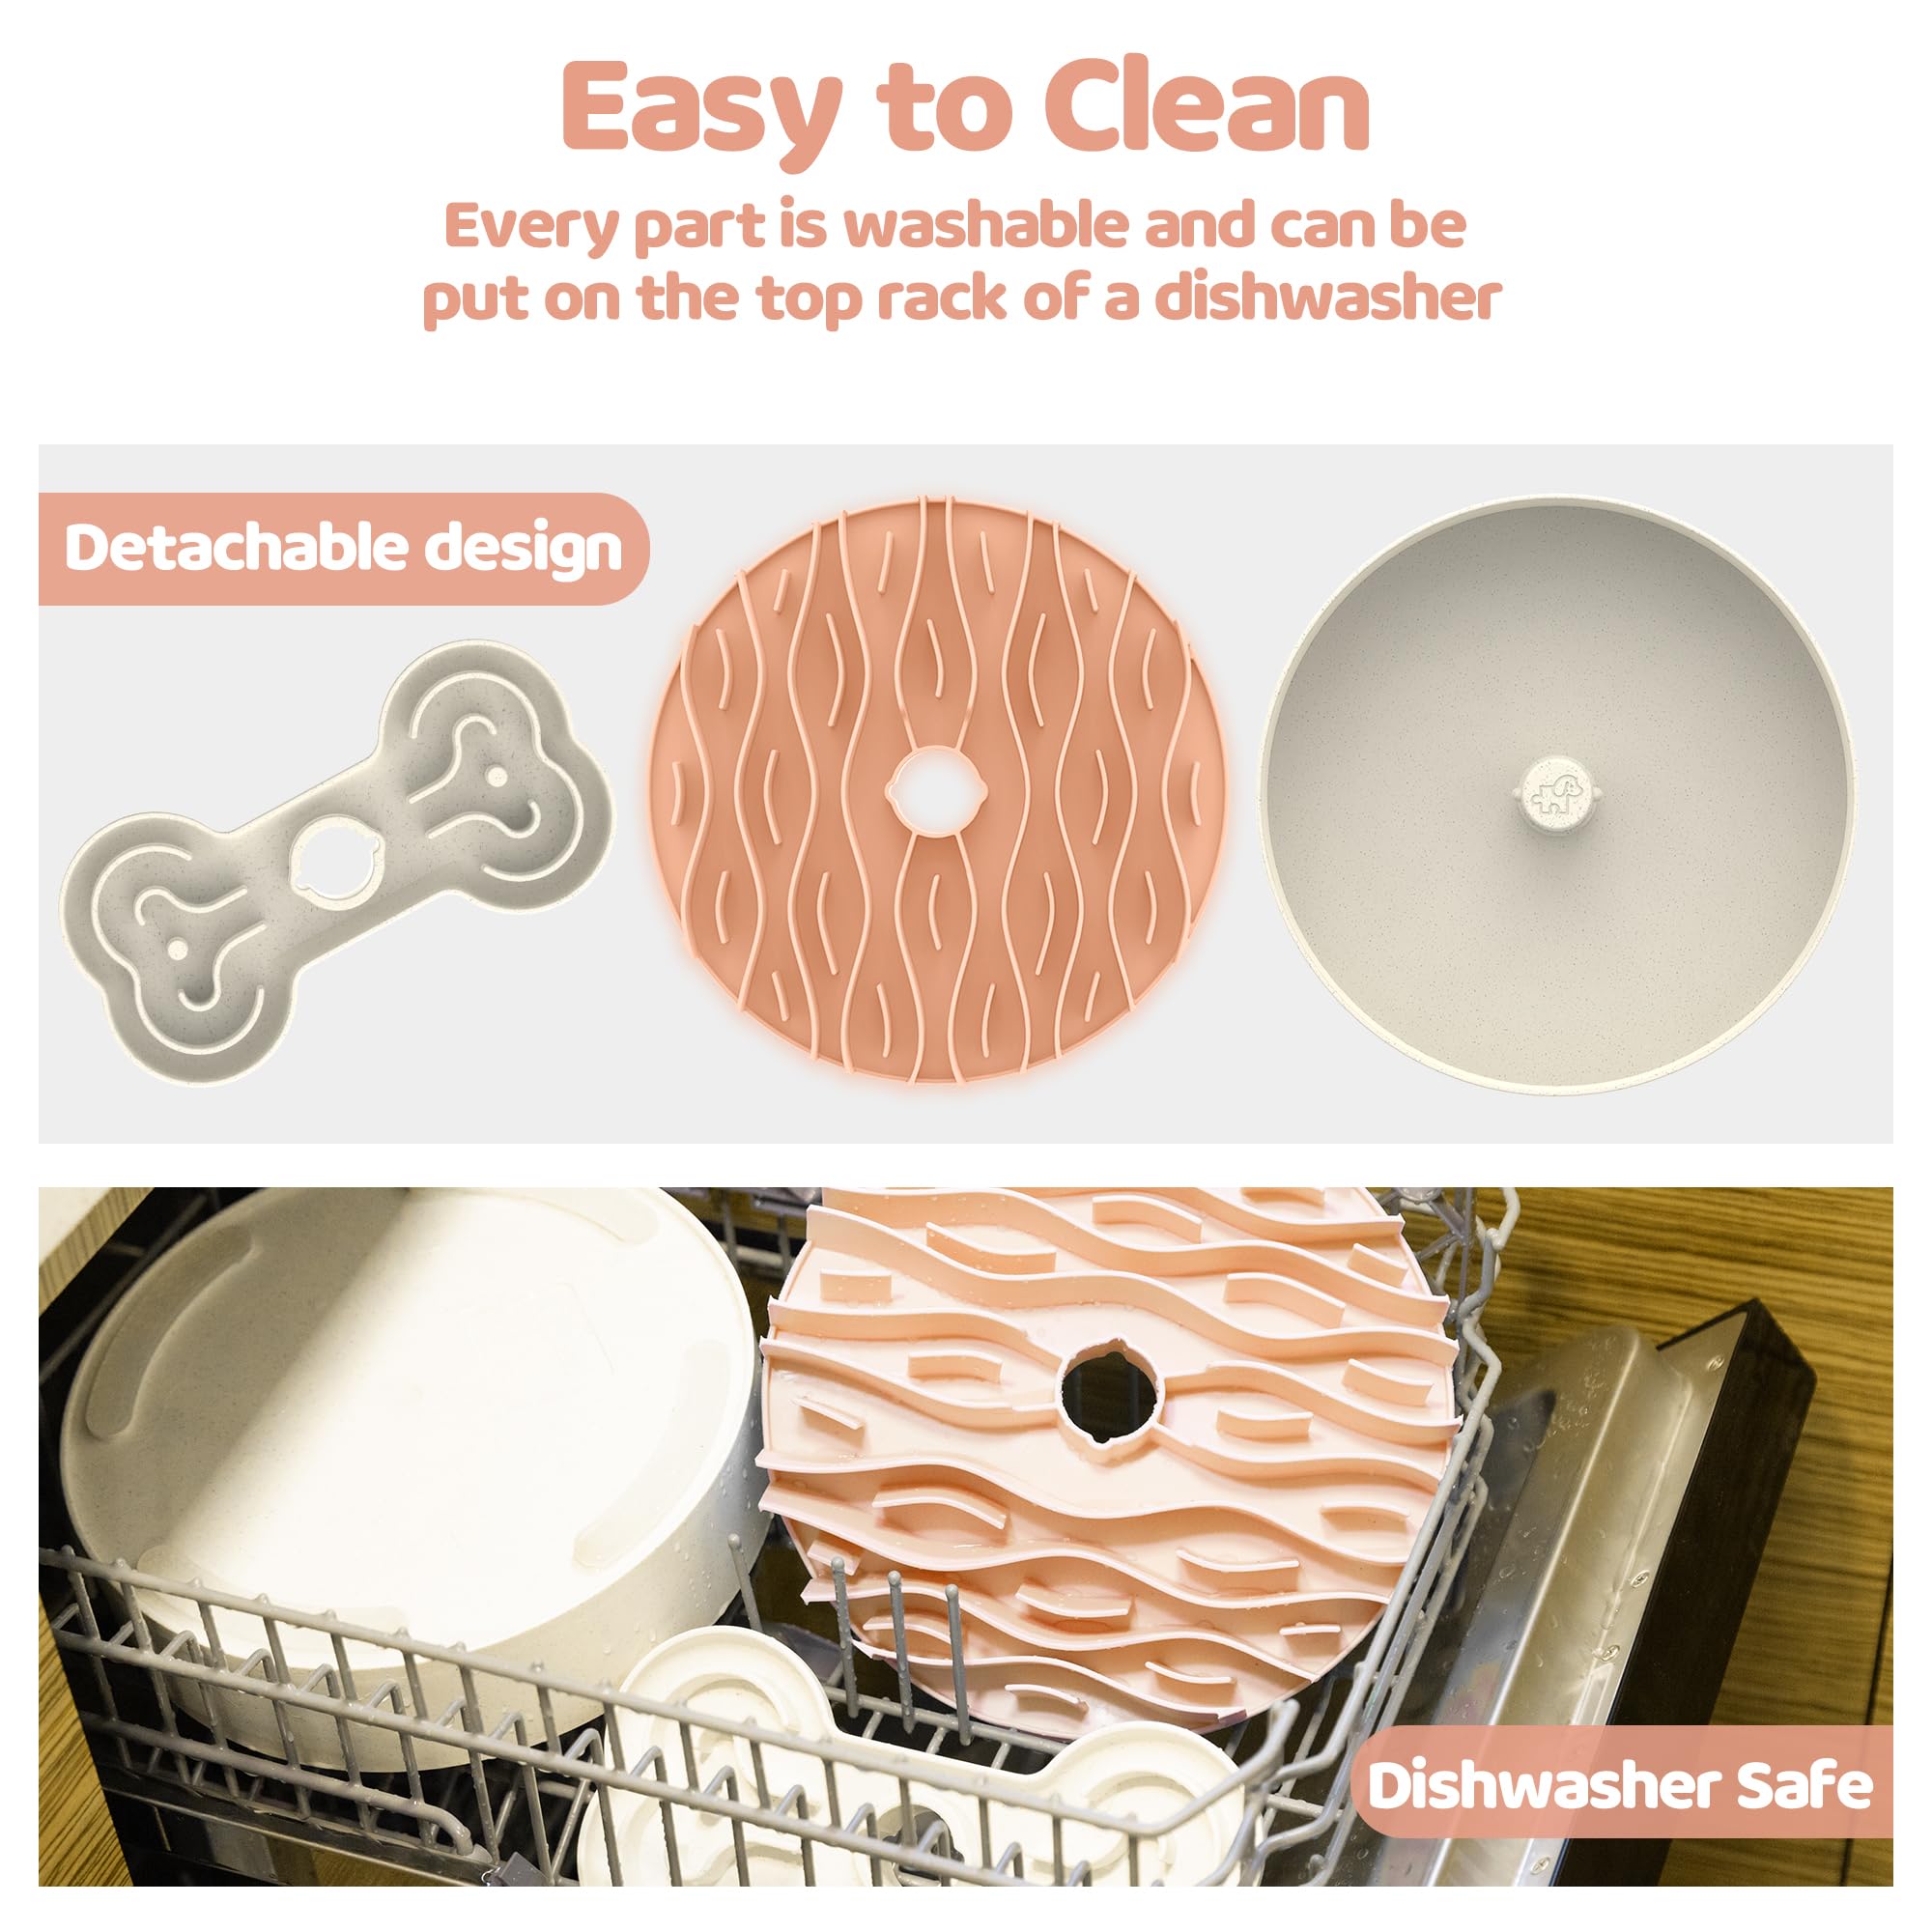 Easy to Clean
Every part is washable and can be
put on the top rack of a dishwasher
Detachable design
Dishwasher Safe